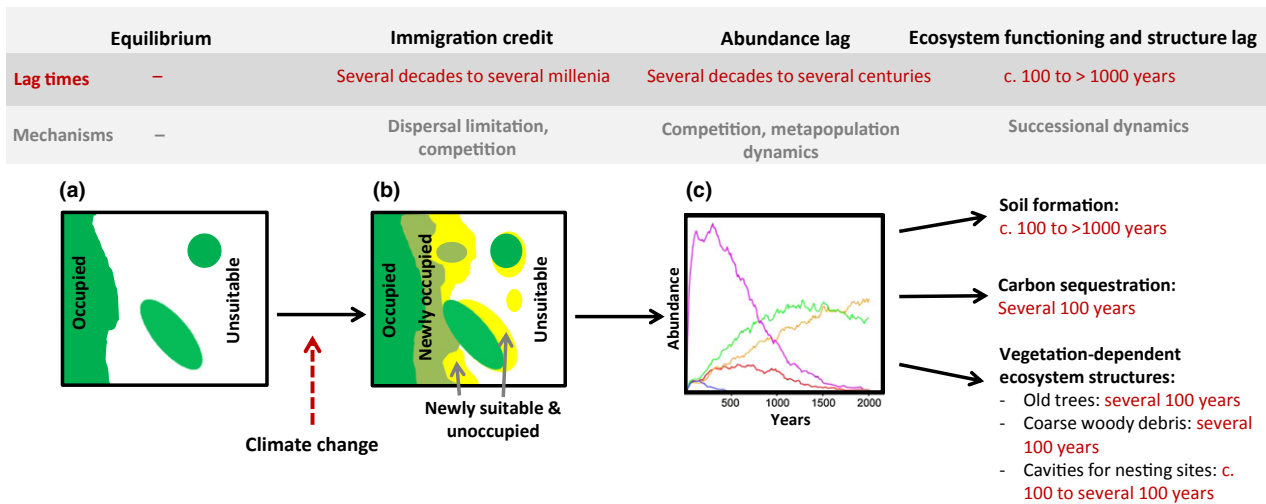 Equilibrium
Immigration credit
Abundance lag
Ecosystem functioning and structure lag
Lag times
–
Several decades to several millenia
Several decades to several centuries
c. 100 to > 1000 years
Mechanisms
–
Dispersal limitation,
competition
Competition, metapopulation
dynamics
Successional dynamics
(a)
Occupied
Unsuitable
Climate change
(b)
Occupied
Newly occupied
Unsuitable
Newly suitable &
unoccupied
(c)
Abundance
500
1000
1500
2000
Years
Soil formation:
c. 100 to >1000 years
Carbon sequestration:
Several 100 years
Vegetation-dependent
ecosystem structures:
- Old trees: several 100 years
- Coarse woody debris: several
100 years
- Cavities for nesting sites: c.
100 to several 100 years